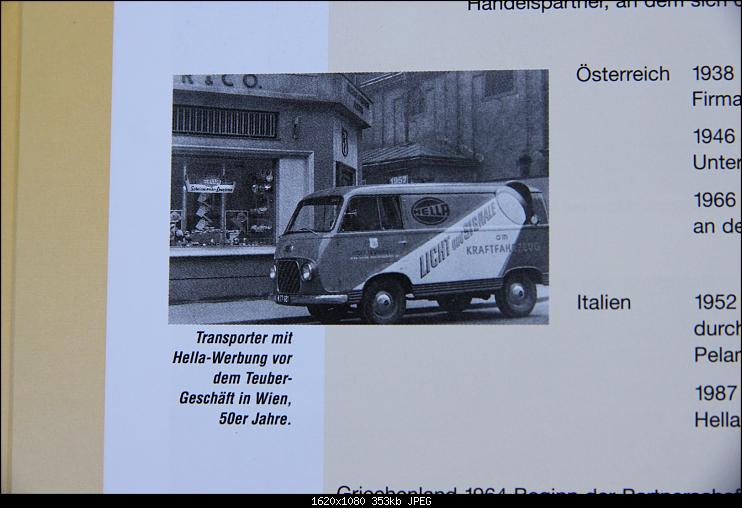 Handelspartner, an dem sich
R & CO.
1957
HELLA
LICHT UND SIGNALE
am
KRAFTFAHRZEUG
Transporter mit
Hella-Werbung vor
dem Teuber-
Geschäft in Wien,
50er Jahre.
Österreich 1938
Firma
1946
Unter
1966
an de
Italien 1952
durch
Pelar
1987
Hella
Griechenland 1964 Beginn der Partnerschaf
1620x1080 353kb JPEG